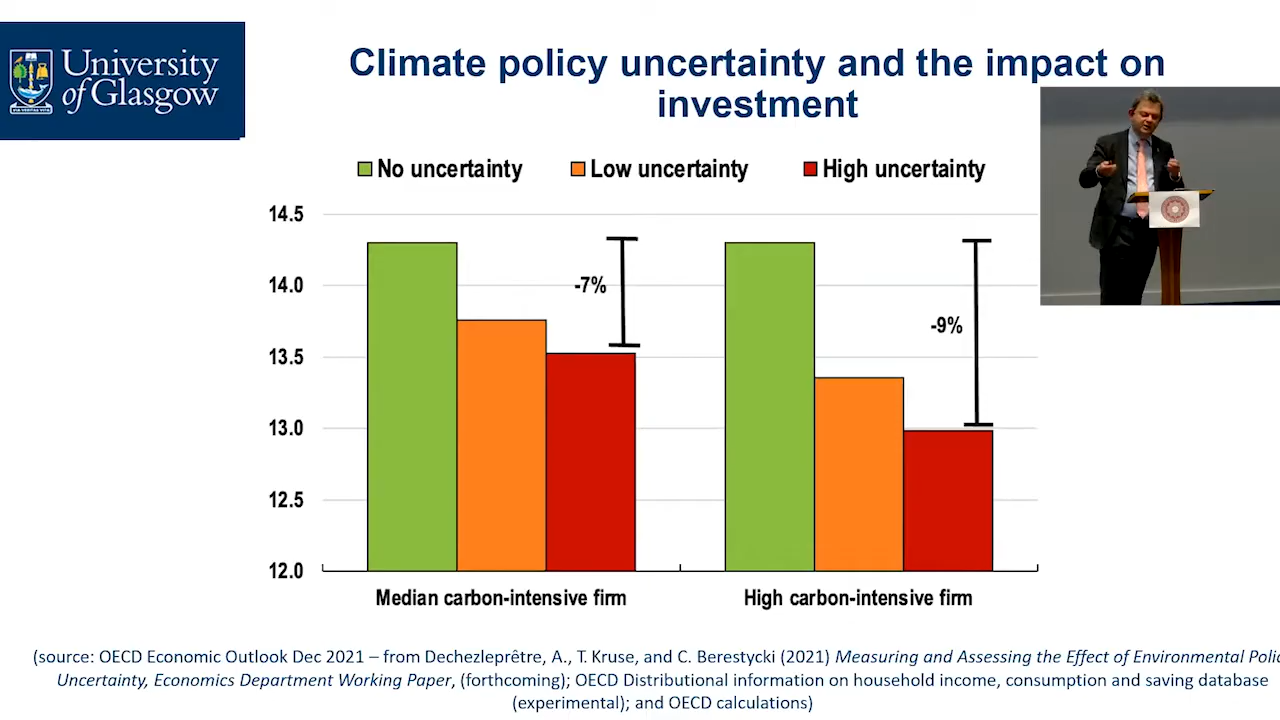 University
of Glasgow
Climate policy uncertainty and the impact on
investment
No uncertainty
Low uncertainty
High uncertainty
14.5
14.0
13.5
13.0
12.5
12.0
-7%
-9%
Median carbon-intensive firm
High carbon-intensive firm
(source: OECD Economic Outlook Dec 2021 – from Dechezleprêtre, A., T. Kruse, and C. Berestycki (2021) Measuring and Assessing the Effect of Environmental Polic
Uncertainty, Economics Department Working Paper, (forthcoming); OECD Distributional information on household income, consumption and saving database
(experimental); and OECD calculations)